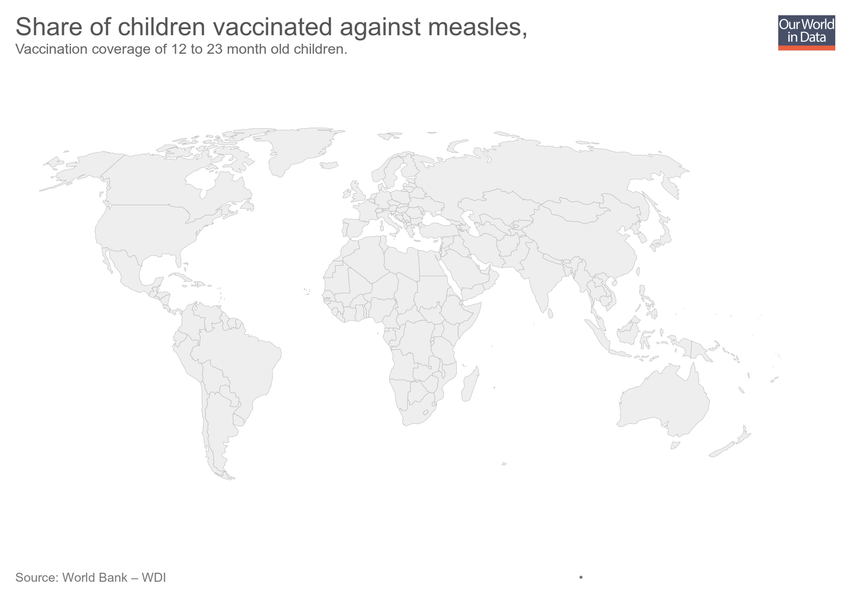 Share of children vaccinated against measles,
Vaccination coverage of 12 to 23 month old children.
Our World
in Data
Source: World Bank – WDI
•